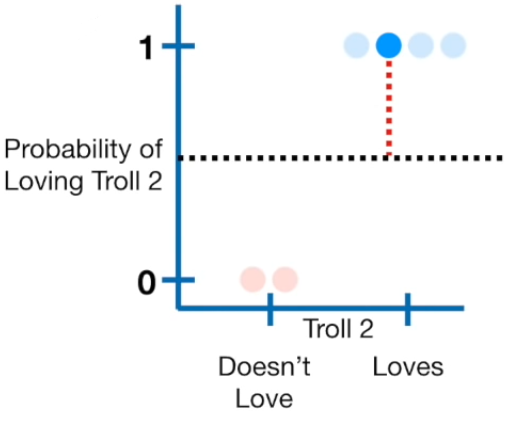 1
Probability of
Loving Troll 2
0
Troll 2
Doesn't
Love
Loves